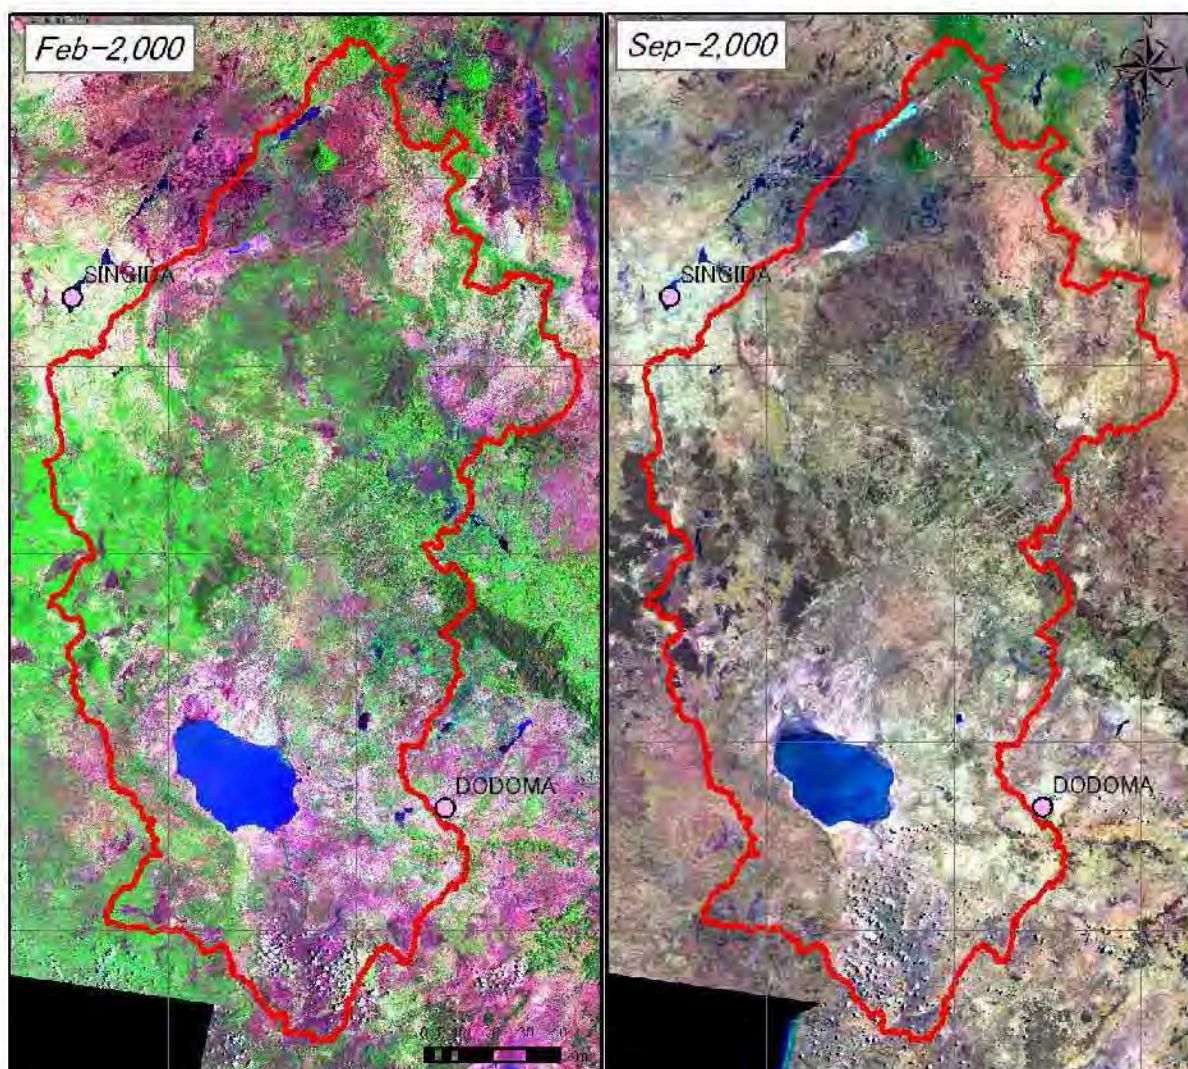 Feb-2,000
Sep-2,000
N
SINGIDA
SINGIDA
DODOMA
DODOMA